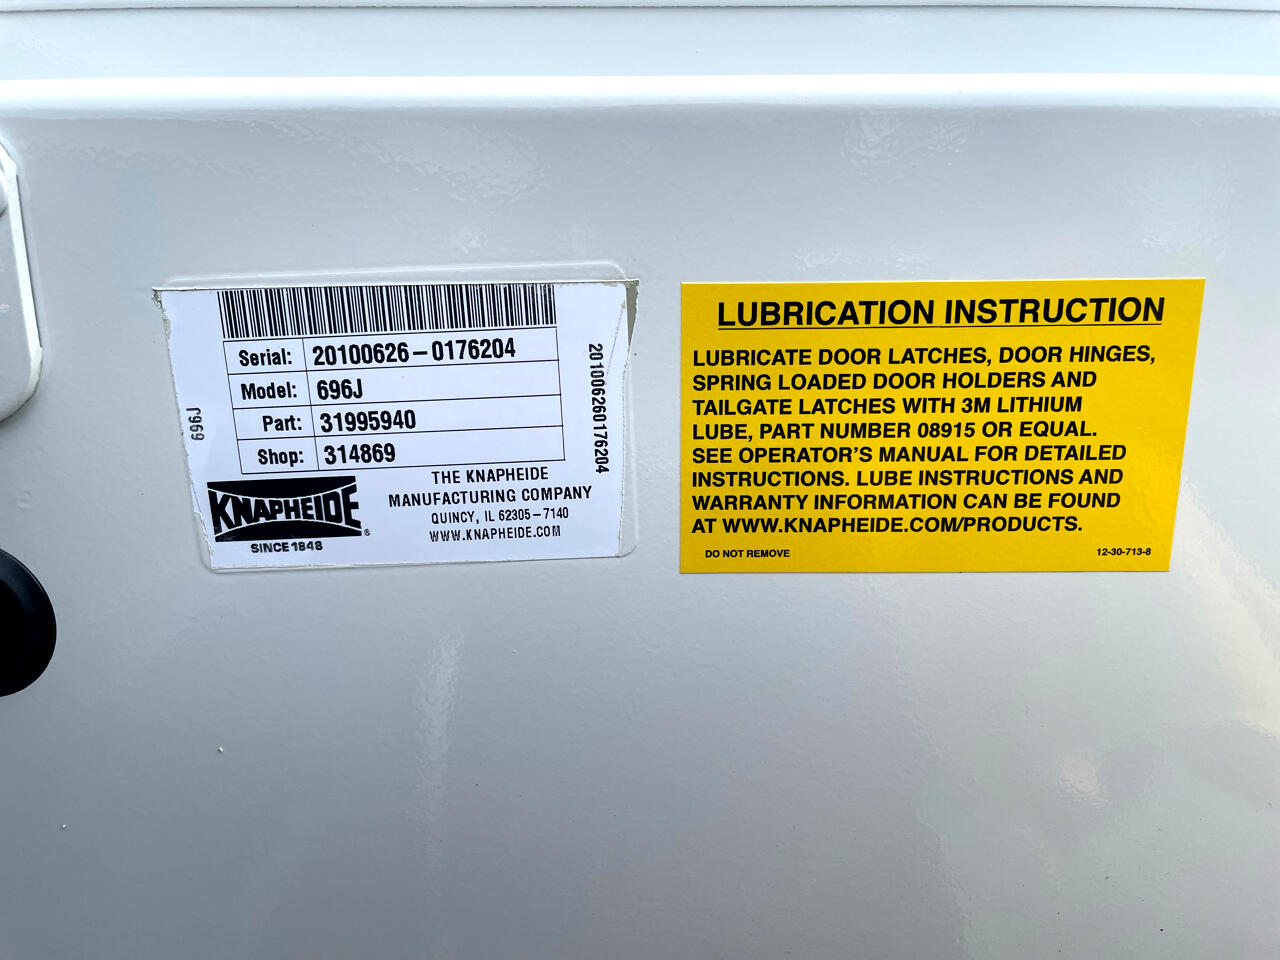 Serial: 20100626-0176204
Model: 696J
Part: 31995940
Shop: 314869
696J
201006260176204
KNAPHEIDE®
SINCE 1848
THE KNAPHEIDE
MANUFACTURING COMPANY
QUINCY, IL 62305-7140
WWW.KNAPHEIDE.COM
LUBRICATION INSTRUCTION
LUBRICATE DOOR LATCHES, DOOR HINGES,
SPRING LOADED DOOR HOLDERS AND
TAILGATE LATCHES WITH 3M LITHIUM
LUBE, PART NUMBER 08915 OR EQUAL.
SEE OPERATOR'S MANUAL FOR DETAILED
INSTRUCTIONS. LUBE INSTRUCTIONS AND
WARRANTY INFORMATION CAN BE FOUND
AT WWW.KNAPHEIDE.COM/PRODUCTS.
DO NOT REMOVE
12-30-713-8